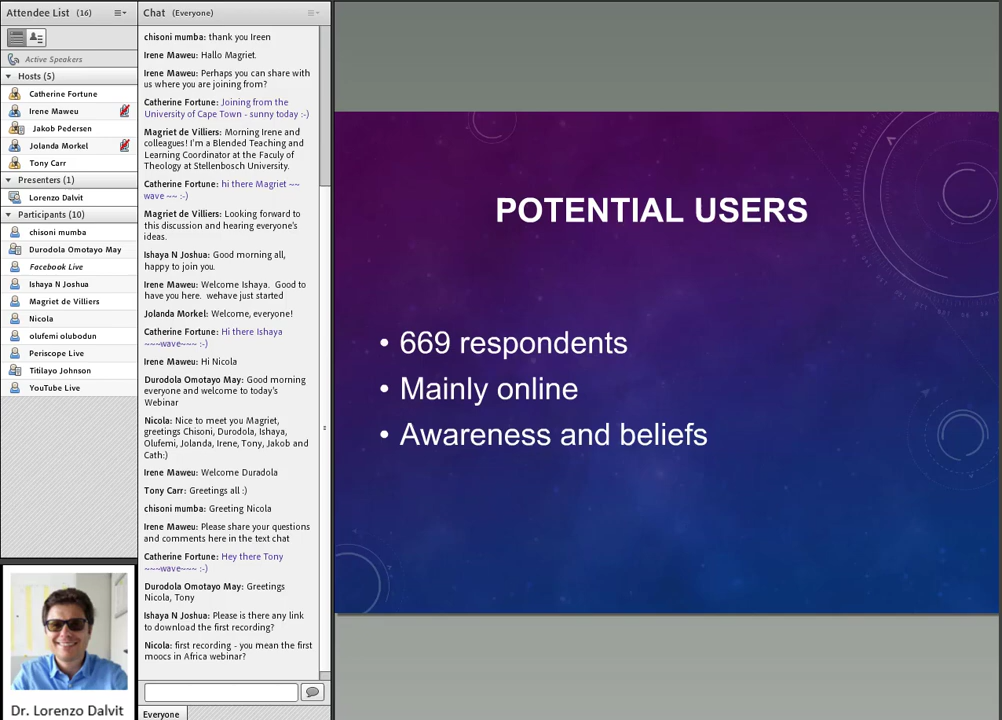 Attendee List (16)
Active Speakers
Hosts (5)
Catherine Fortune
Irene Maweu
Jakob Pedersen
Jolanda Morkel
Tony Carr
Presenters (1)
Lorenzo Dalvit
Participants (10)
chisoni mumba
Durodola Omotayo May
Facebook Live
Ishaya N Joshua
Magriet de Villiers
Nicola
olufemi olubodun
Periscope Live
Titilayo Johnson
YouTube Live
Dr. Lorenzo Dalvit
Chat (Everyone)
chisoni mumba: thank you Ireen
Irene Maweu: Hallo Magriet.
Irene Maweu: Perhaps you can share with
us where you are joining from?
Catherine Fortune: Joining from the
University of Cape Town - sunny today :-)
Magriet de Villiers: Morning Irene and
colleagues! I'm a Blended Teaching and
Learning Coordinator at the Faculy of
Theology at Stellenbosch University.
Catherine Fortune: hi there Magriet ~~
wave ~~ :-)
Magriet de Villiers: Looking forward to
this discussion and hearing everyone's
ideas.
Ishaya N Joshua: Good morning all,
happy to join you.
Irene Maweu: Welcome Ishaya. Good to
have you here. wehave just started
Jolanda Morkel: Welcome, everyone!
Catherine Fortune: Hi there Ishaya
~~~wave~~~ :-)
Irene Maweu: Hi Nicola
Durodola Omotayo May: Good morning
everyone and welcome to today's
Webinar
Nicola: Nice to meet you Magriet,
greetings Chisoni, Durodola, Ishaya,
Olufemi, Jolanda, Irene, Tony, Jakob and
Cath:)
Irene Maweu: Welcome Duradola
Tony Carr: Greetings all :)
chisoni mumba: Greeting Nicola
Irene Maweu: Please share your questions
and comments here in the text chat
Catherine Fortune: Hey there Tony
~~~wave~~~ :-)
Durodola Omotayo May: Greetings
Nicola, Tony
Ishaya N Joshua: Please is there any link
to download the first recording?
Nicola: first recording - you mean the first
moocs in Africa webinar?
Everyone
POTENTIAL USERS
• 669 respondents
• Mainly online
• Awareness and beliefs